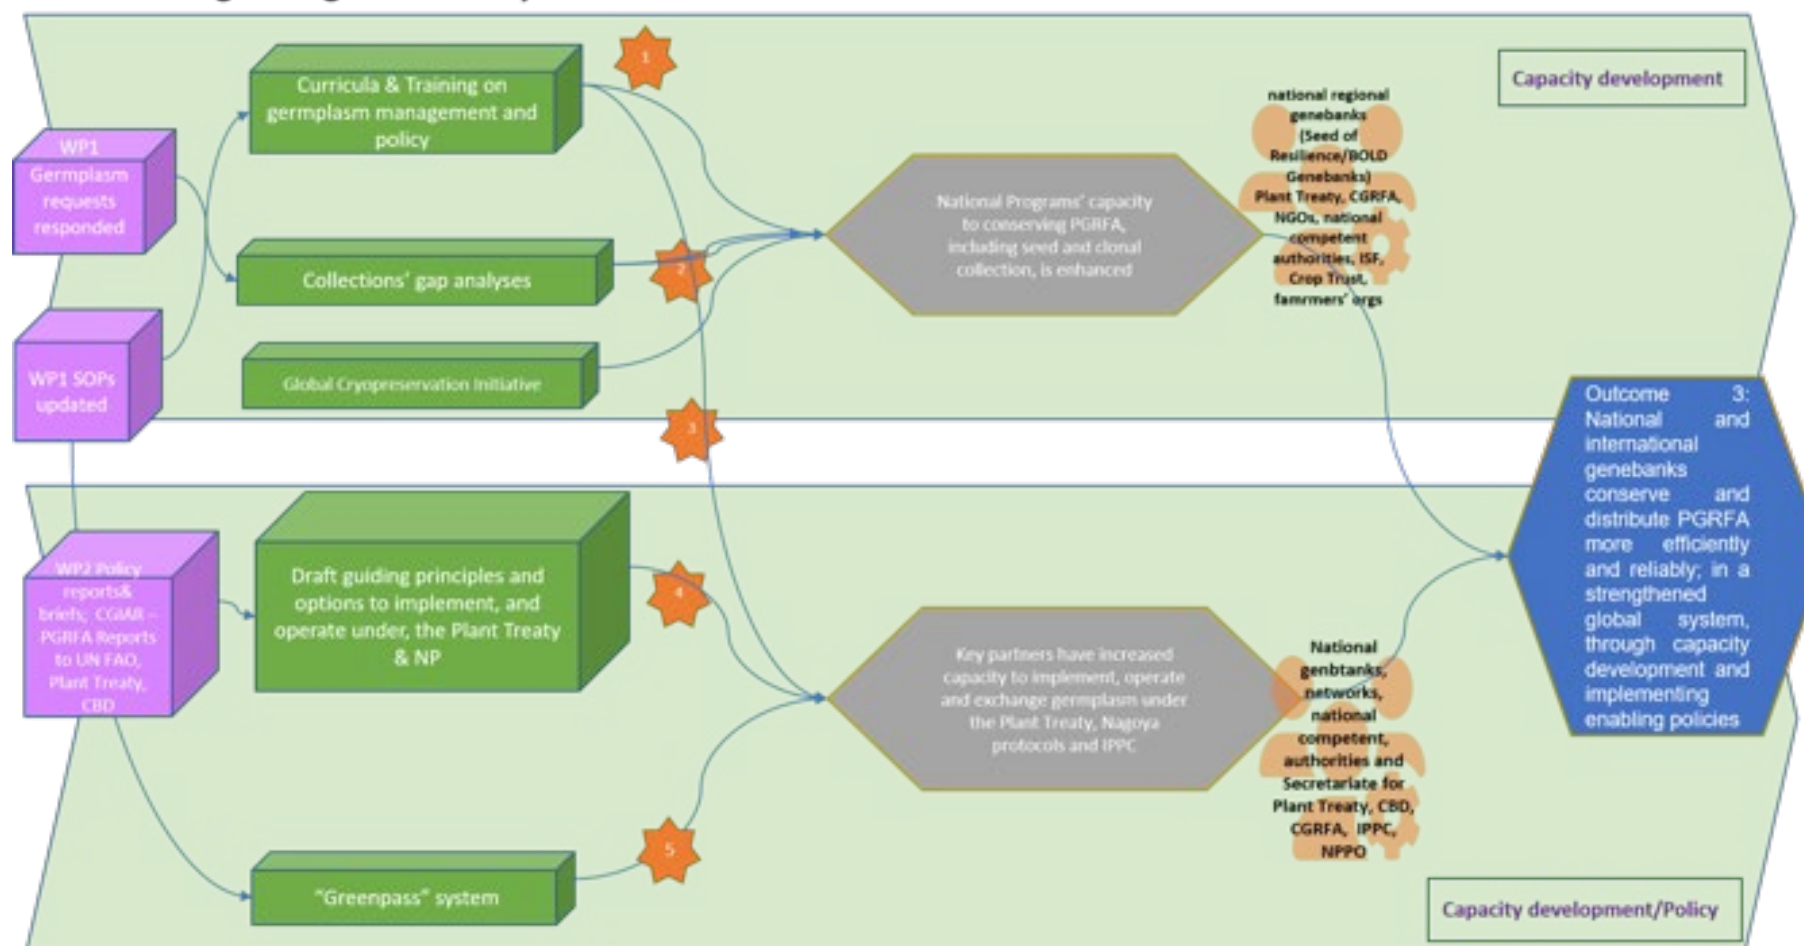 1
Capacity development
Curricula & Training on
germplasm management and
policy
WP1
Germplasm
requests
responded
national regional
genebanks
(Seed of
Resilience/BOLD
Genebanks)
Plant Treaty, CGRFA,
NGOs, national
competent
authorities, ISF,
Crop Trust,
famrmers' orgs
National Programs' capacity
to conserving PGRFA,
including seed and clonal
collection, is enhanced
2
Collections' gap analyses
WP1 SOPs
updated
Global Cryopreservation Initiative
3
Outcome 3:
National and
international
genebanks
conserve and
distribute PGRFA
more efficiently
and reliably; in a
strengthened
global system,
through capacity
development and
implementing
enabling policies
WP2 Policy
reports&
briefs; CGIAR –
PGRFA Reports
to UN FAO,
Plant Treaty,
CBD
Draft guiding principles and
options to implement, and
operate under, the Plant Treaty
& NP
4
Key partners have increased
capacity to implement, operate
and exchange germplasm under
the Plant Treaty, Nagoya
protocols and IPPC
National
genbtanks,
networks,
national
competent,
authorities and
Secretariate for
Plant Treaty, CBD,
CGRFA, IPPC,
NPPO
5
"Greenpass" system
Capacity development/Policy